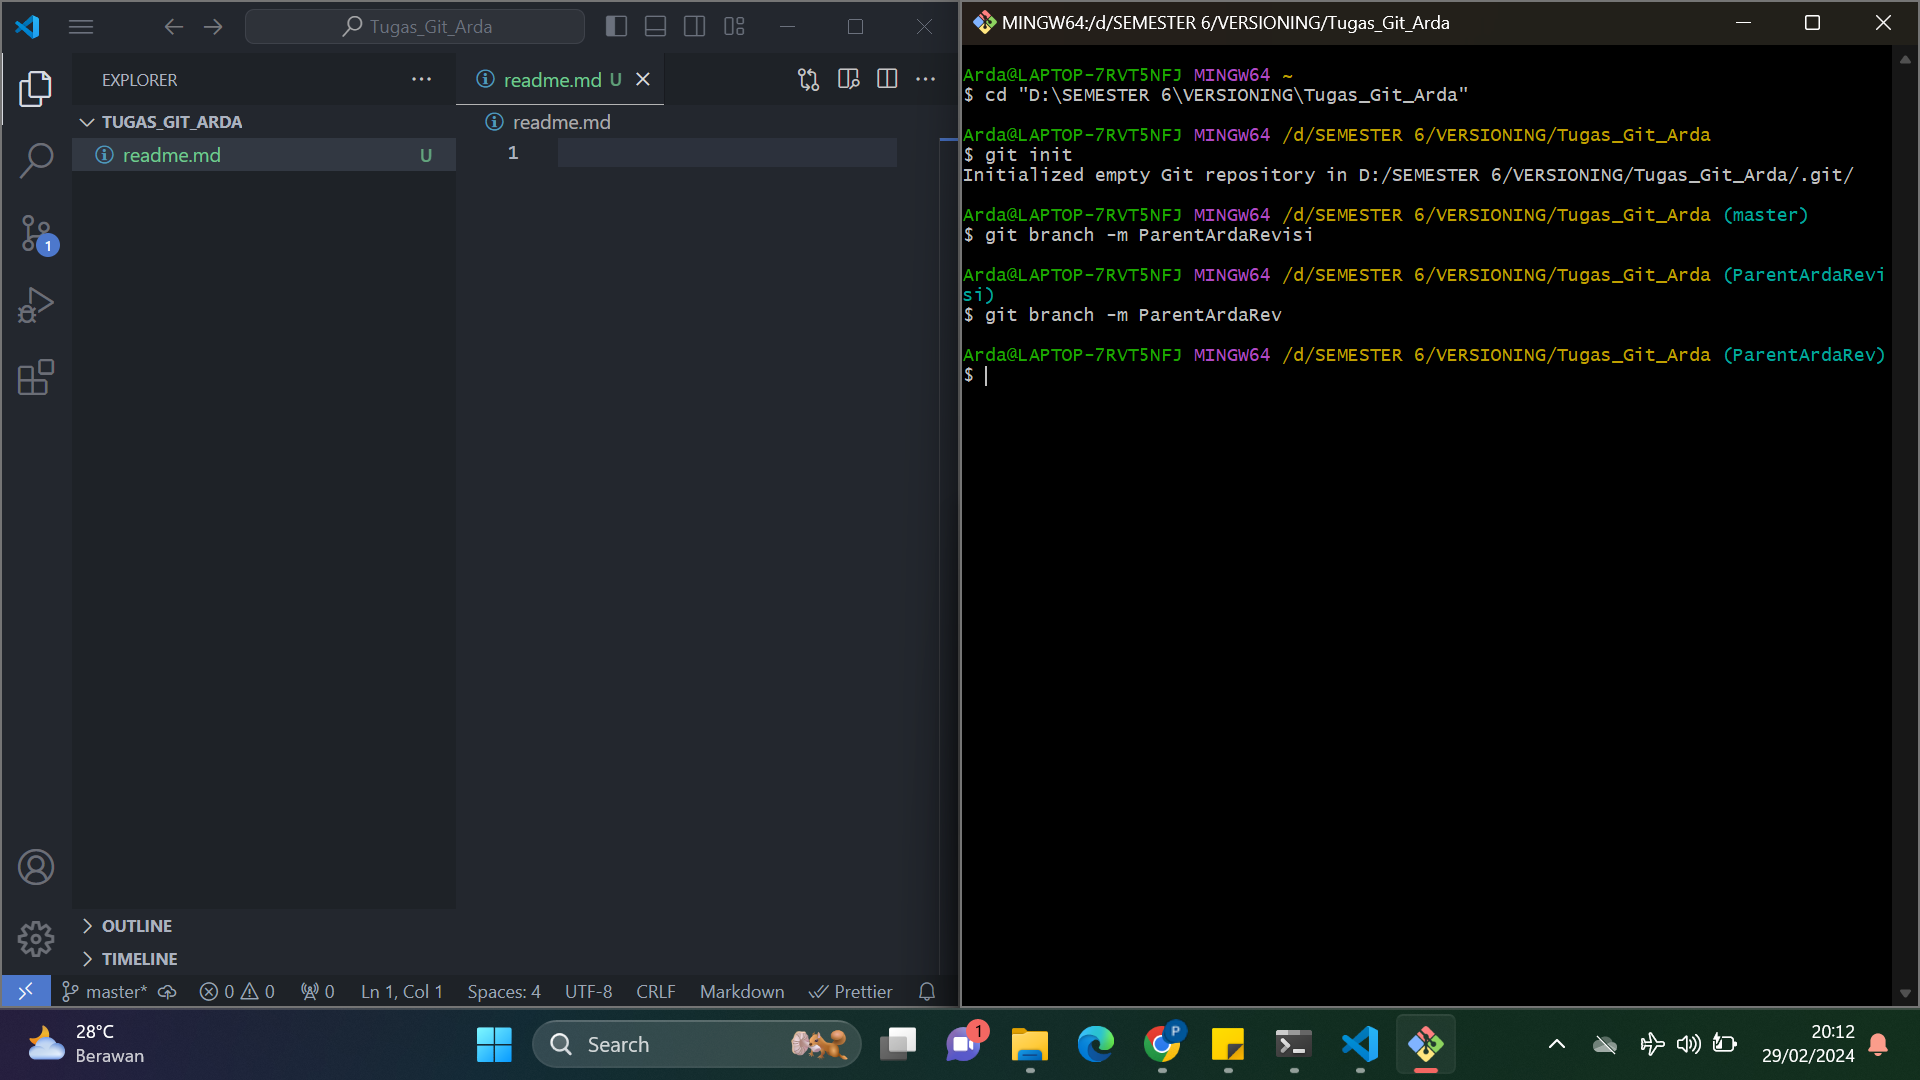 Tugas_Git_Arda
EXPLORER
readme.md U
TUGAS_GIT_ARDA
readme.md U
readme.md
1
1
OUTLINE
TIMELINE
master* 0 0 0 Ln 1, Col 1 Spaces: 4 UTF-8 CRLF Markdown Prettier
MINGW64:/d/SEMESTER 6/VERSIONING/Tugas_Git_Arda
Arda@LAPTOP-7RVT5NFJ MINGW64 ~
$ cd "D:\SEMESTER 6\VERSIONING\Tugas_Git_Arda"
Arda@LAPTOP-7RVT5NFJ MINGW64 /d/SEMESTER 6/VERSIONING/Tugas_Git_Arda
$ git init
Initialized empty Git repository in D:/SEMESTER 6/VERSIONING/Tugas_Git_Arda/.git/
Arda@LAPTOP-7RVT5NFJ MINGW64 /d/SEMESTER 6/VERSIONING/Tugas_Git_Arda (master)
$ git branch -m ParentArdaRevisi
Arda@LAPTOP-7RVT5NFJ MINGW64 /d/SEMESTER 6/VERSIONING/Tugas_Git_Arda (ParentArdaRevi
si)
$ git branch -m ParentArdaRev
Arda@LAPTOP-7RVT5NFJ MINGW64 /d/SEMESTER 6/VERSIONING/Tugas_Git_Arda (ParentArdaRev)
$
28°C
Berawan
Search
1
P
20:12
29/02/2024